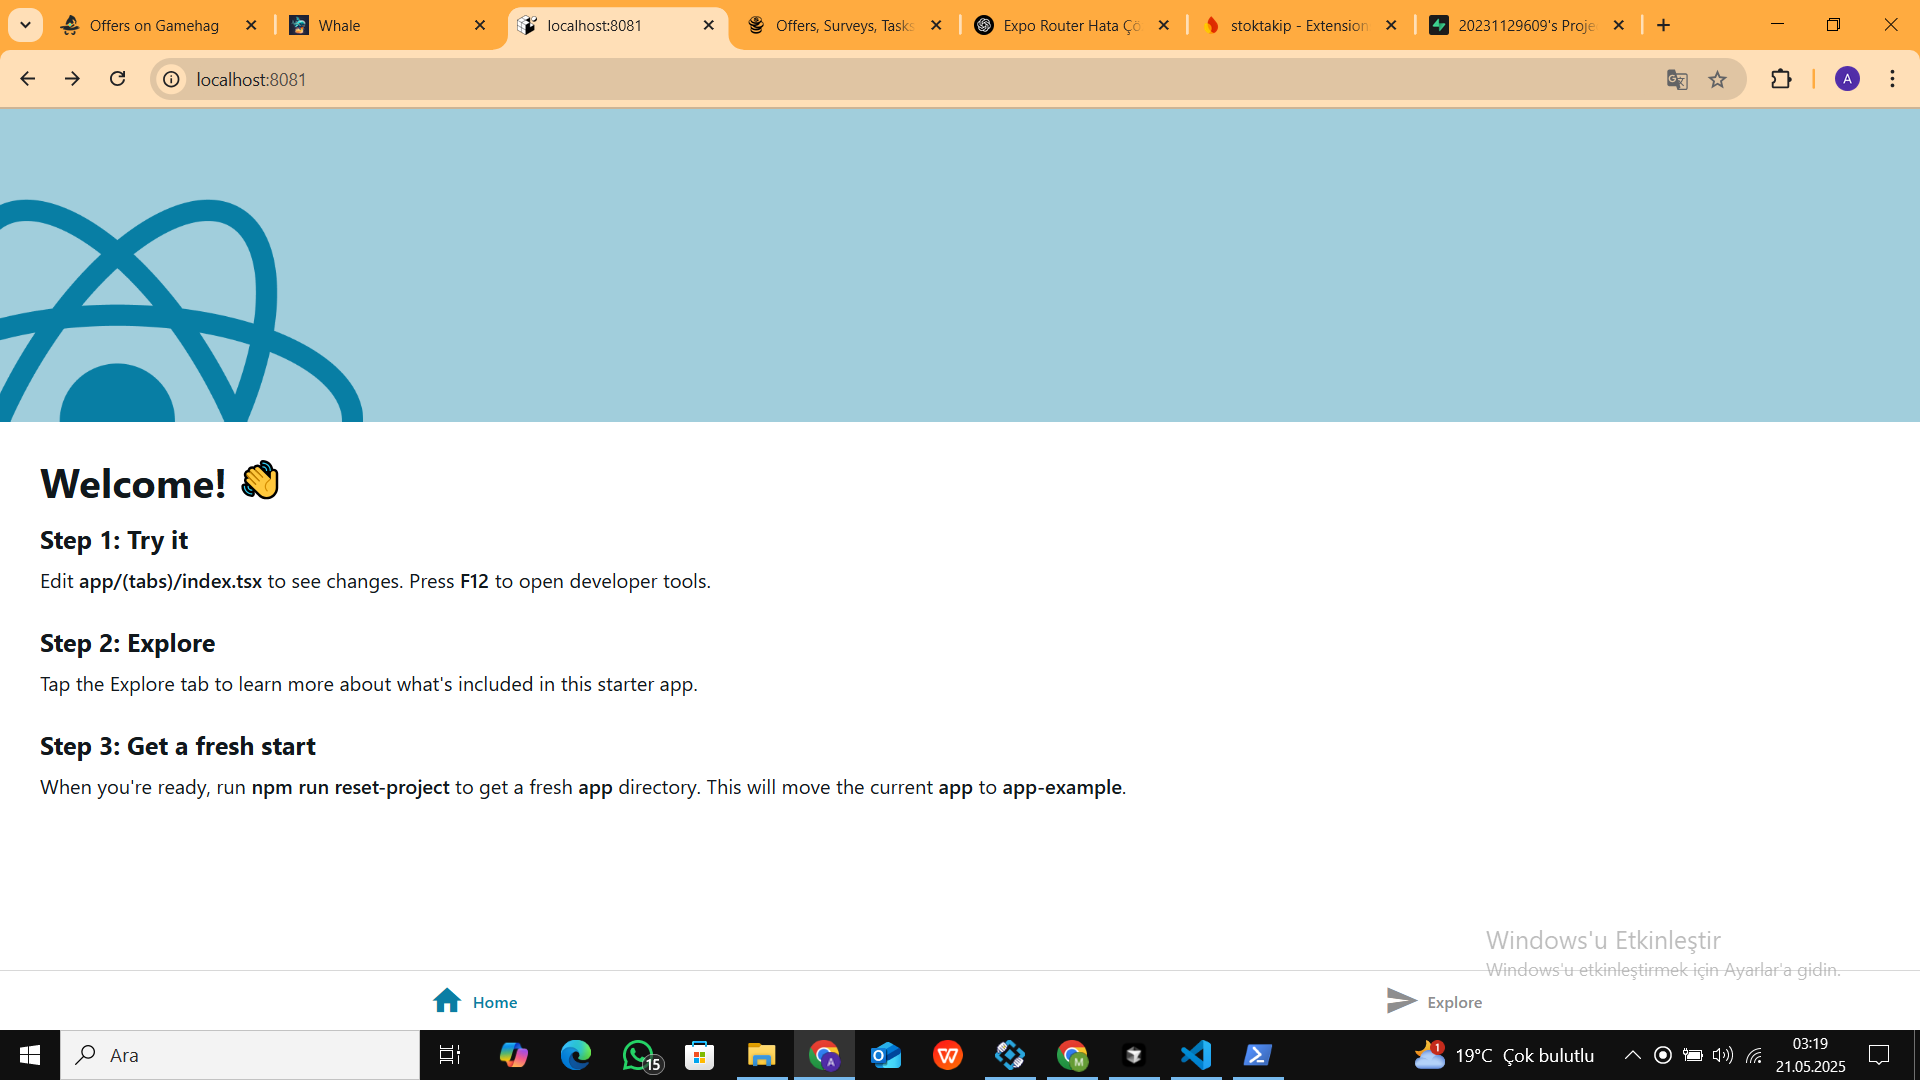 Offers on Gamehag
Whale
localhost:8081
Offers, Surveys, Tasks
Expo Router Hata Çö
stoktakip - Extension
20231129609's Proje
localhost:8081
A
Welcome! 👋
Step 1: Try it
Edit app/(tabs)/index.tsx to see changes. Press F12 to open developer tools.
Step 2: Explore
Tap the Explore tab to learn more about what's included in this starter app.
Step 3: Get a fresh start
When you're ready, run npm run reset-project to get a fresh app directory. This will move the current app to app-example.
Windows'u Etkinleştir
Windows'u etkinleştirmek için Ayarlar'a gidin.
Home
Explore
Ara
15
A
M
1
19°C Çok bulutlu
03:19
21.05.2025